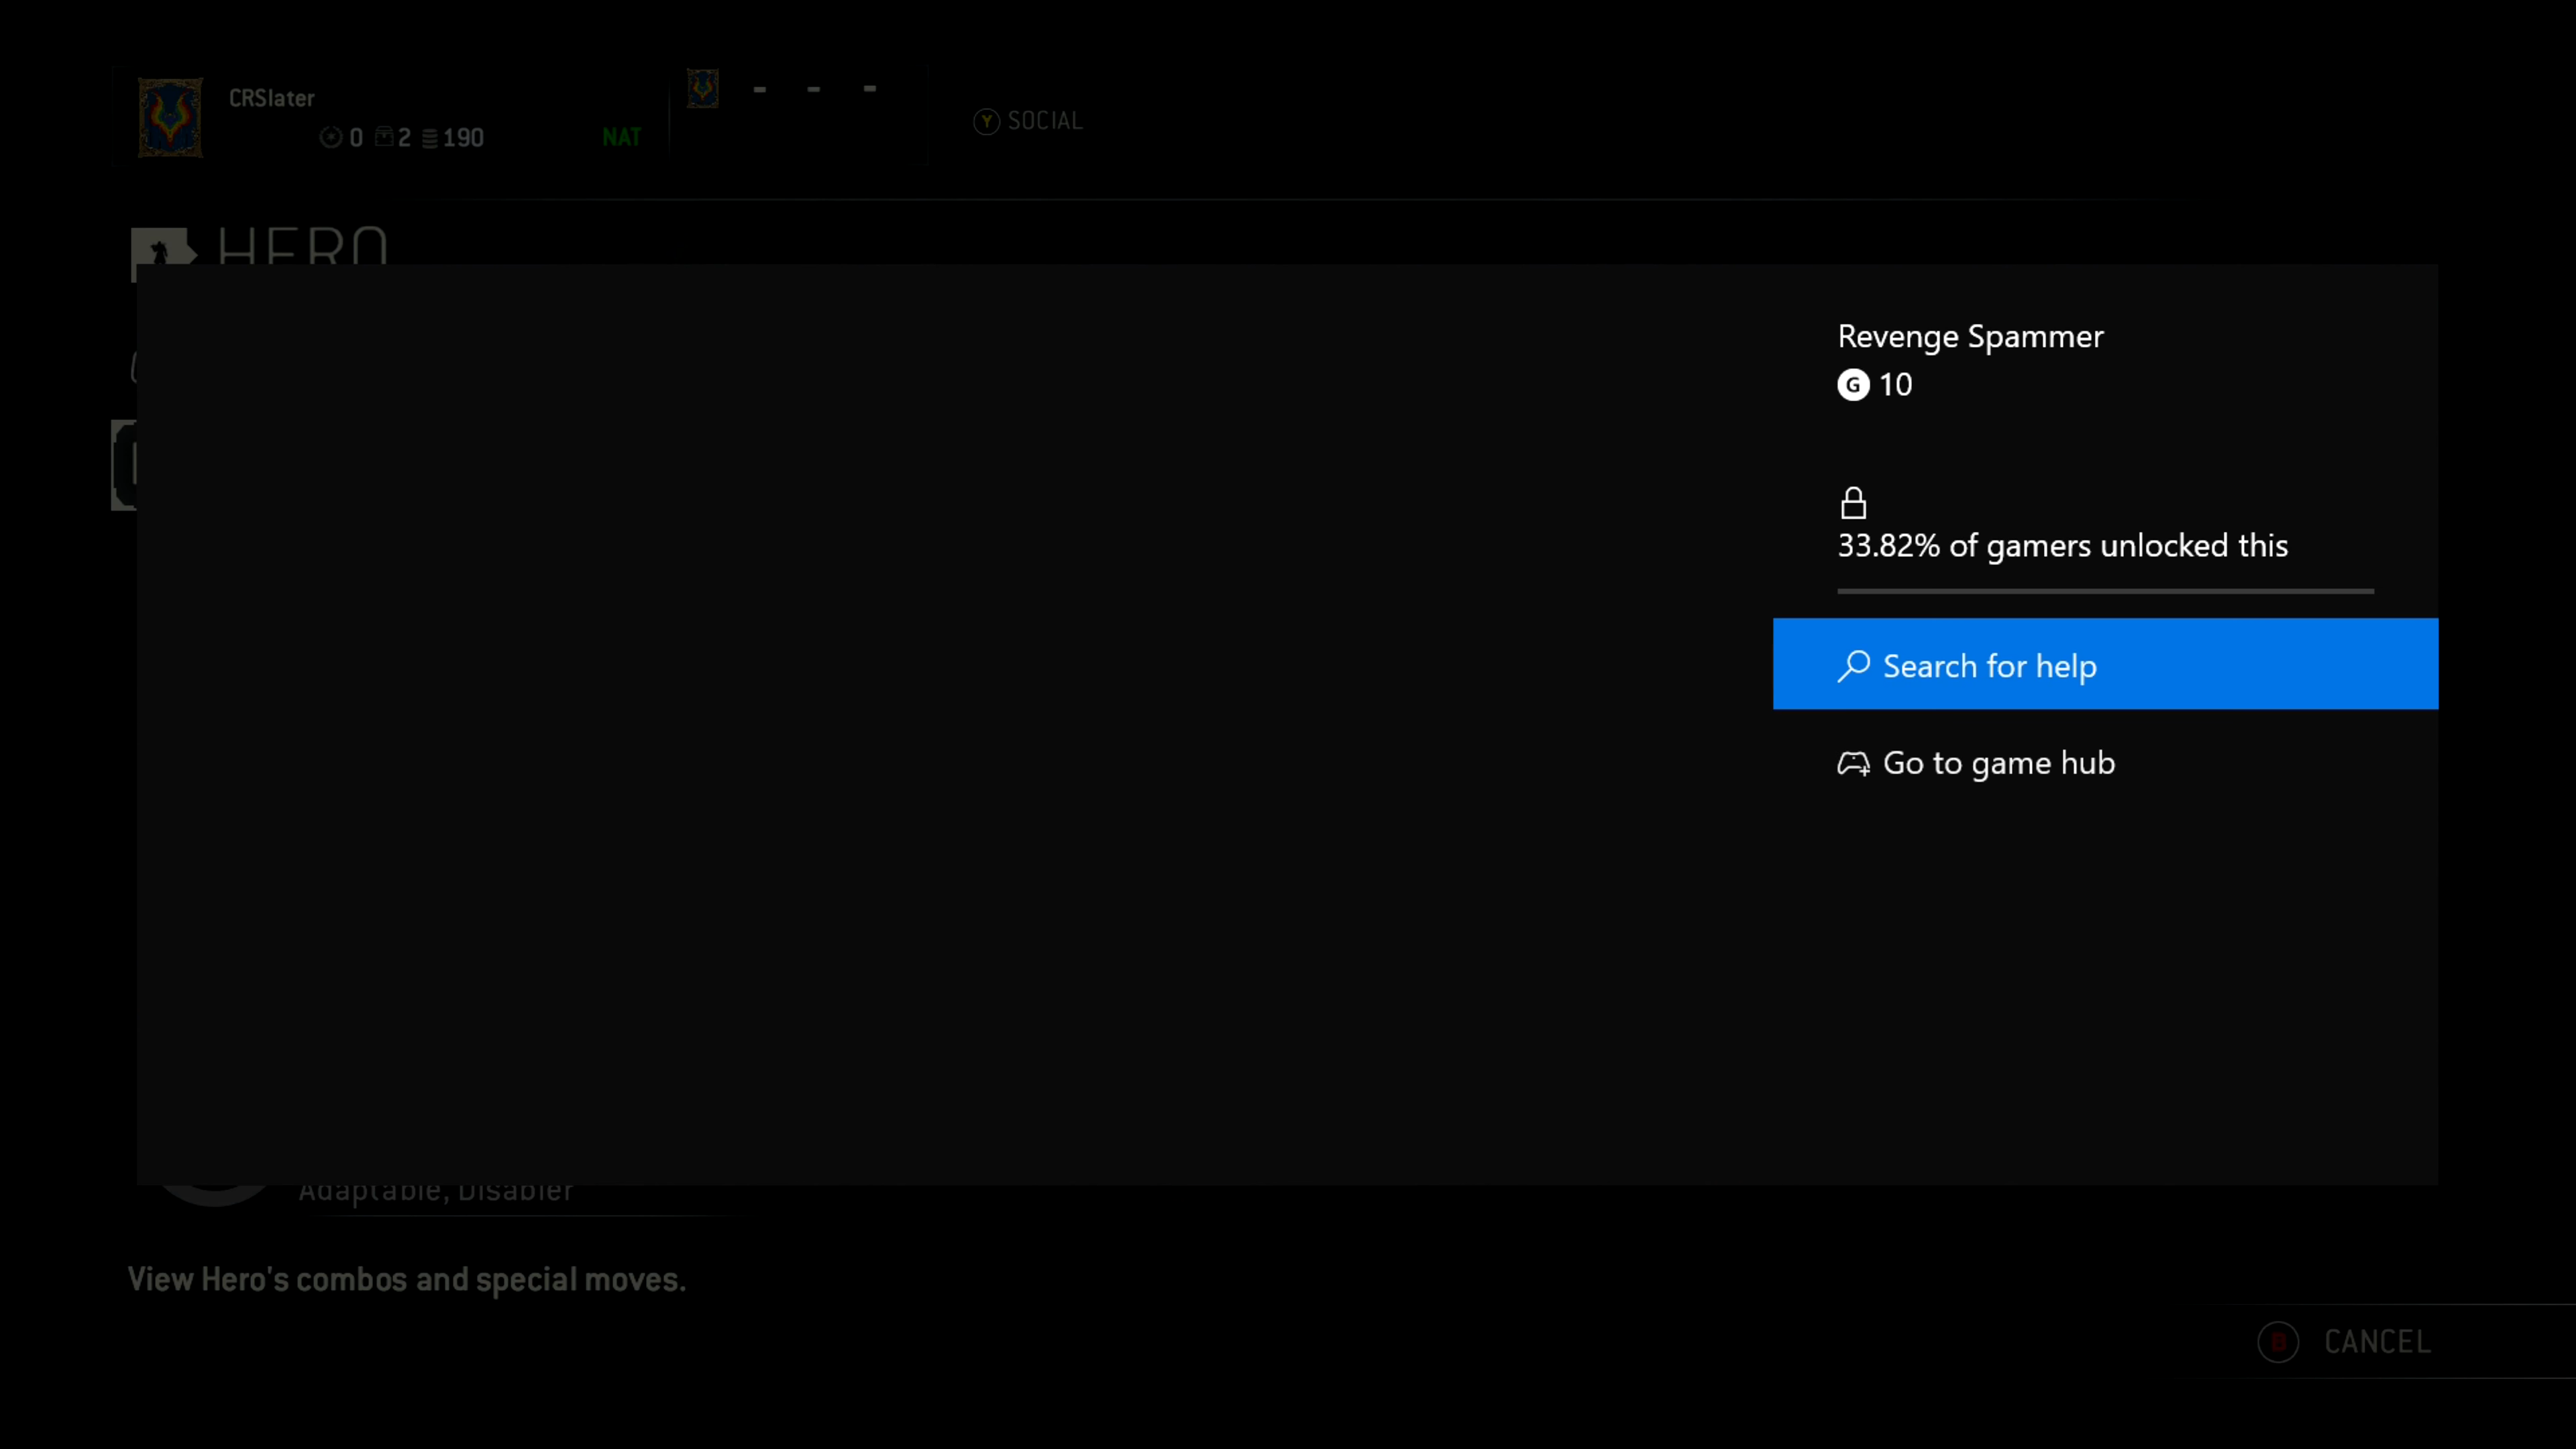 CRSlater
0 2 190
NAT
- - -
Y SOCIAL
HERO
Revenge Spammer
G 10
33.82% of gamers unlocked this
Search for help
Go to game hub
Adaptable, Disabler
View Hero's combos and special moves.
B CANCEL